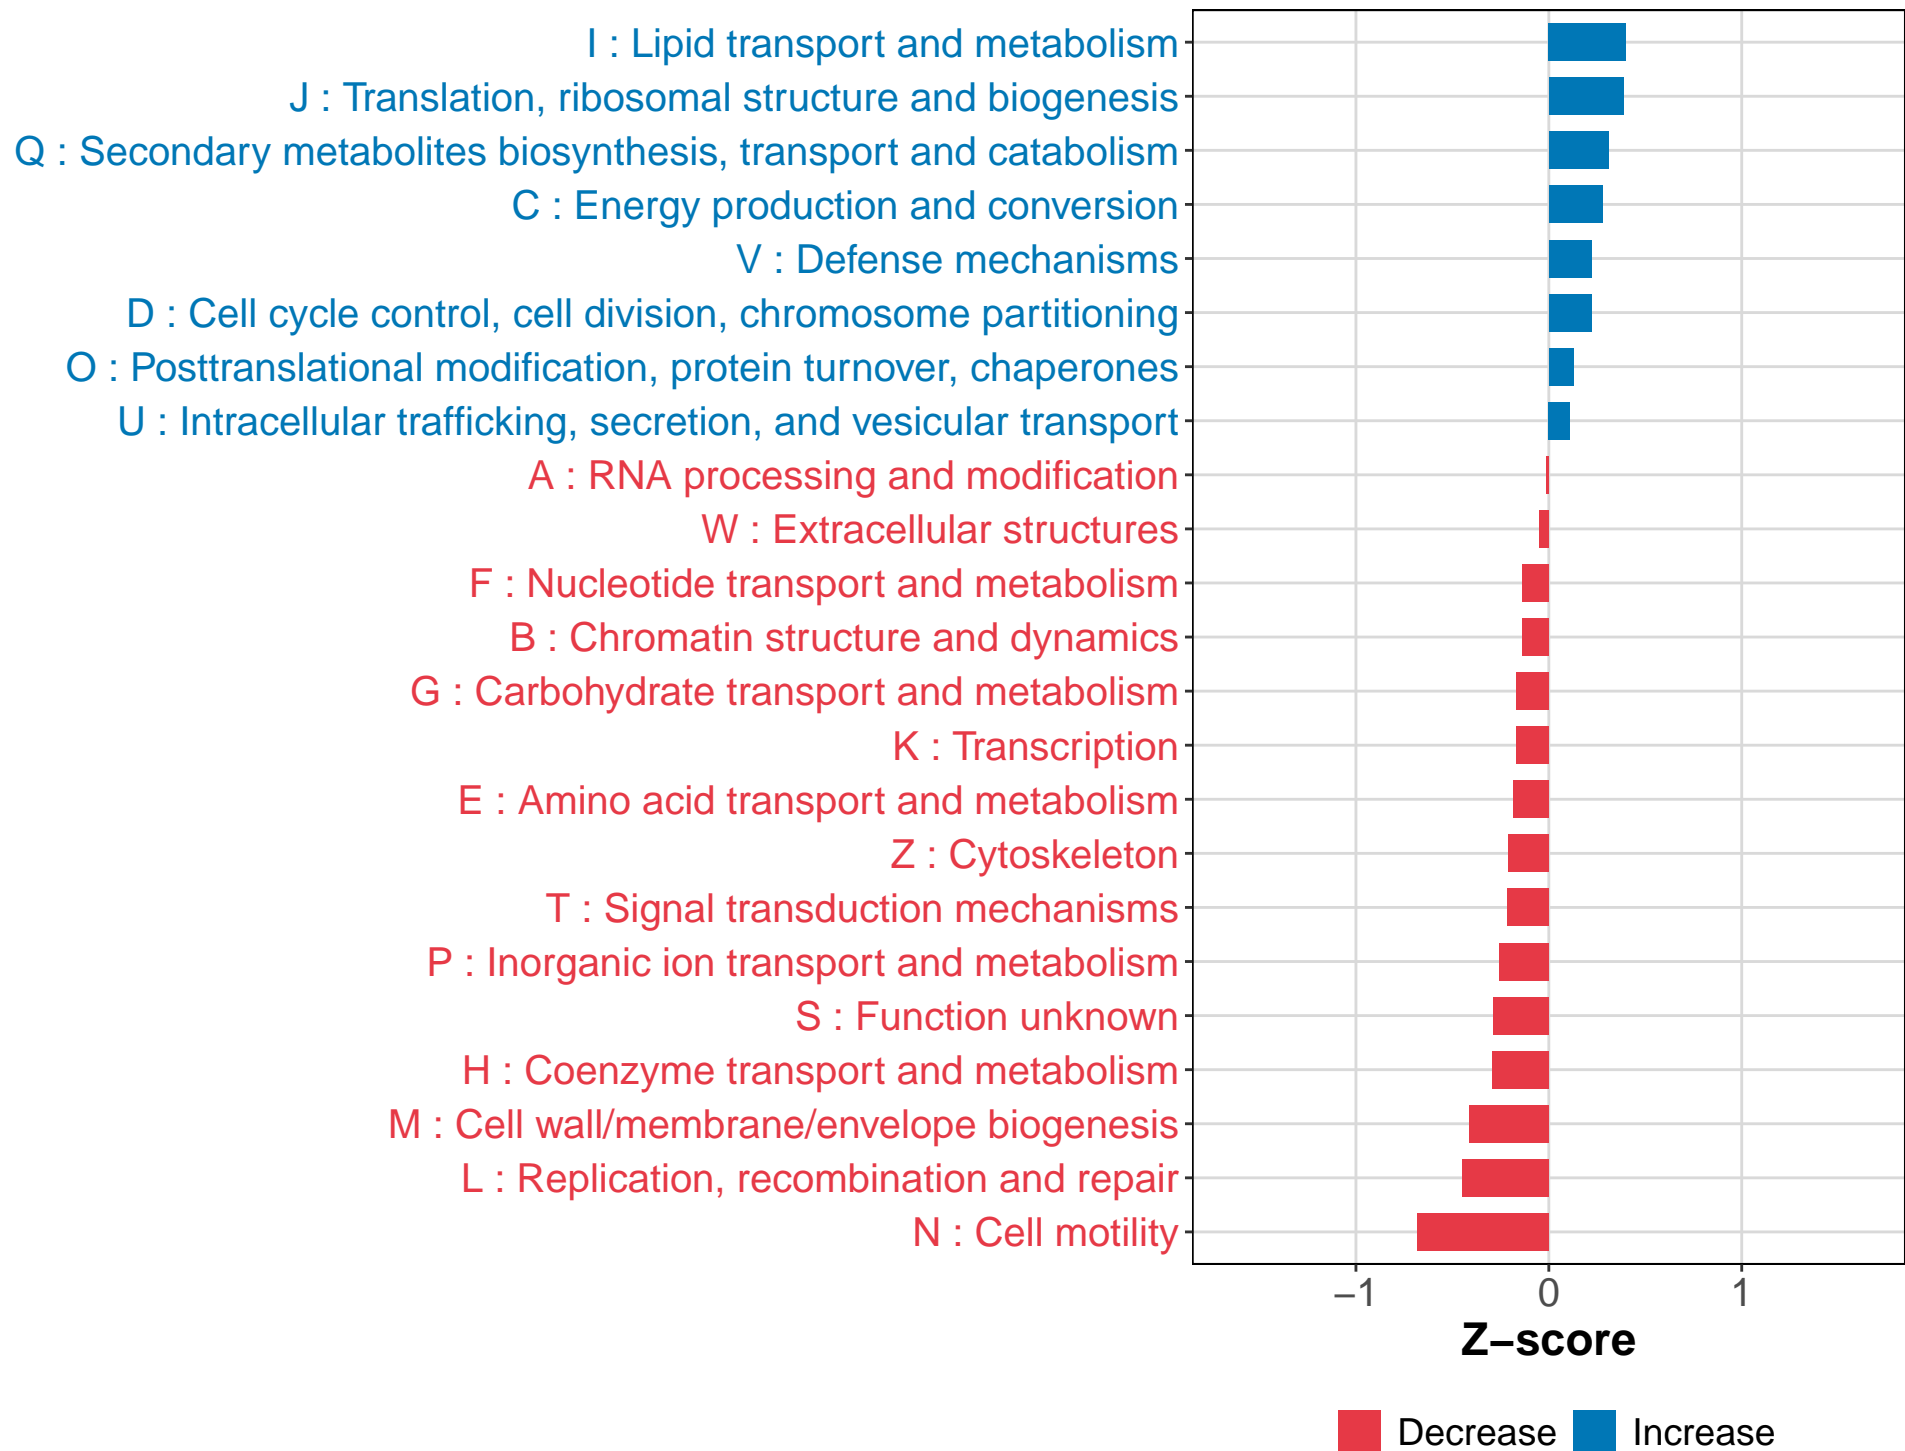 I : Lipid transport and metabolism
J : Translation, ribosomal structure and biogenesis
Q : Secondary metabolites biosynthesis, transport and catabolism
C : Energy production and conversion
V : Defense mechanisms
D : Cell cycle control, cell division, chromosome partitioning
O : Posttranslational modification, protein turnover, chaperones
U : Intracellular trafficking, secretion, and vesicular transport
A : RNA processing and modification
W : Extracellular structures
F : Nucleotide transport and metabolism
B : Chromatin structure and dynamics
G : Carbohydrate transport and metabolism
K : Transcription
E : Amino acid transport and metabolism
Z : Cytoskeleton
T : Signal transduction mechanisms
P : Inorganic ion transport and metabolism
S : Function unknown
H : Coenzyme transport and metabolism
M : Cell wall/membrane/envelope biogenesis
L : Replication, recombination and repair
N : Cell motility
−1 0 1
Z−score
Decrease Increase